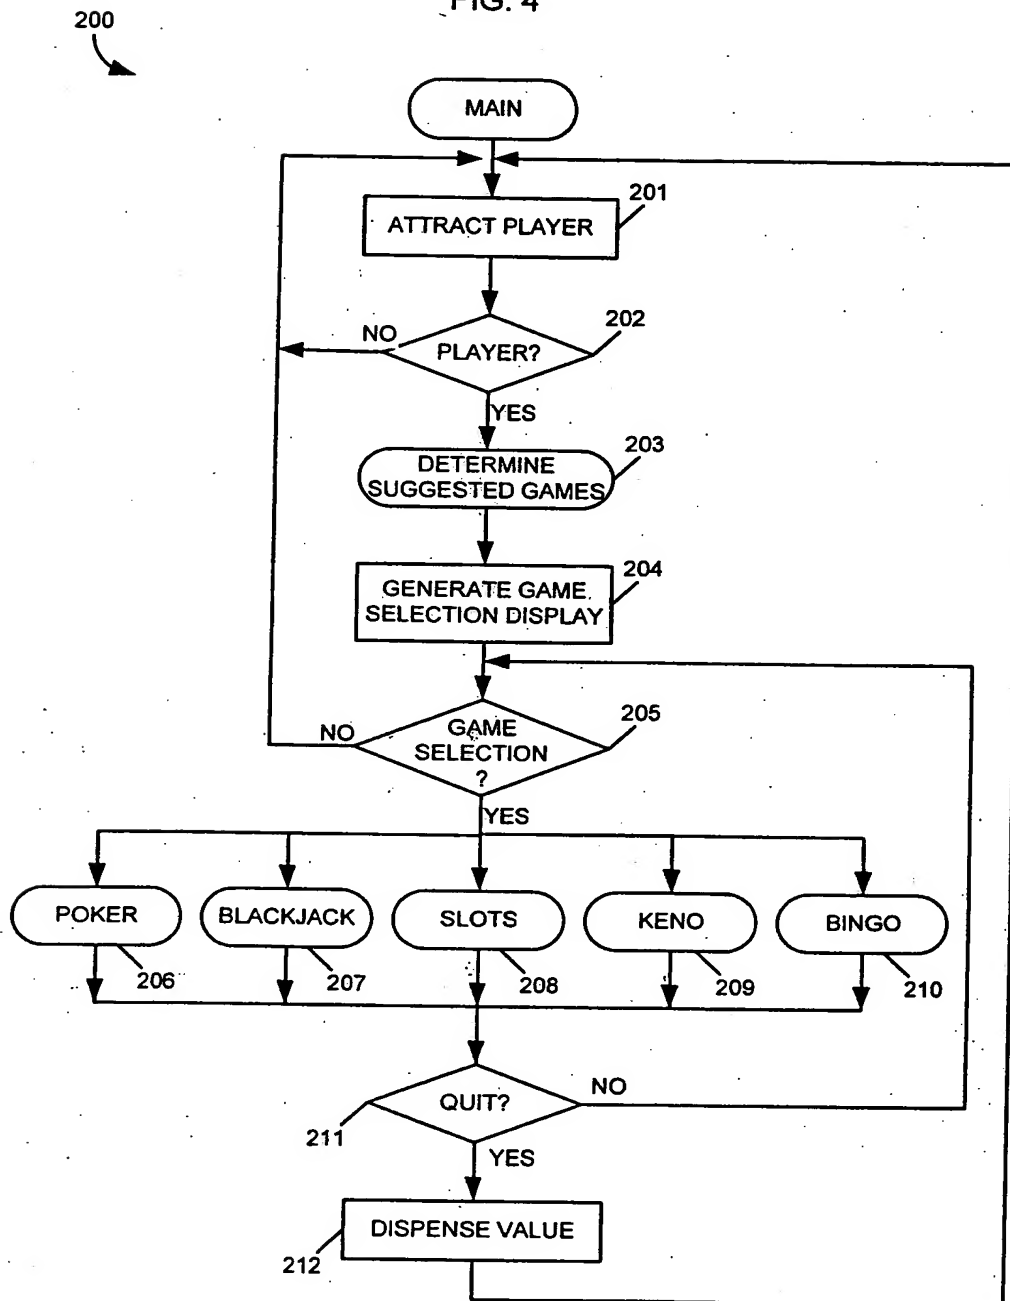 FIG. 4
200
MAIN
201
ATTRACT PLAYER
202
NO
PLAYER?
YES
203
DETERMINE
SUGGESTED GAMES
204
GENERATE GAME
SELECTION DISPLAY
205
NO
GAME
SELECTION
?
YES
POKER
BLACKJACK
SLOTS
KENO
BINGO
206
207
208
209
210
QUIT?
NO
211
YES
DISPENSE VALUE
212